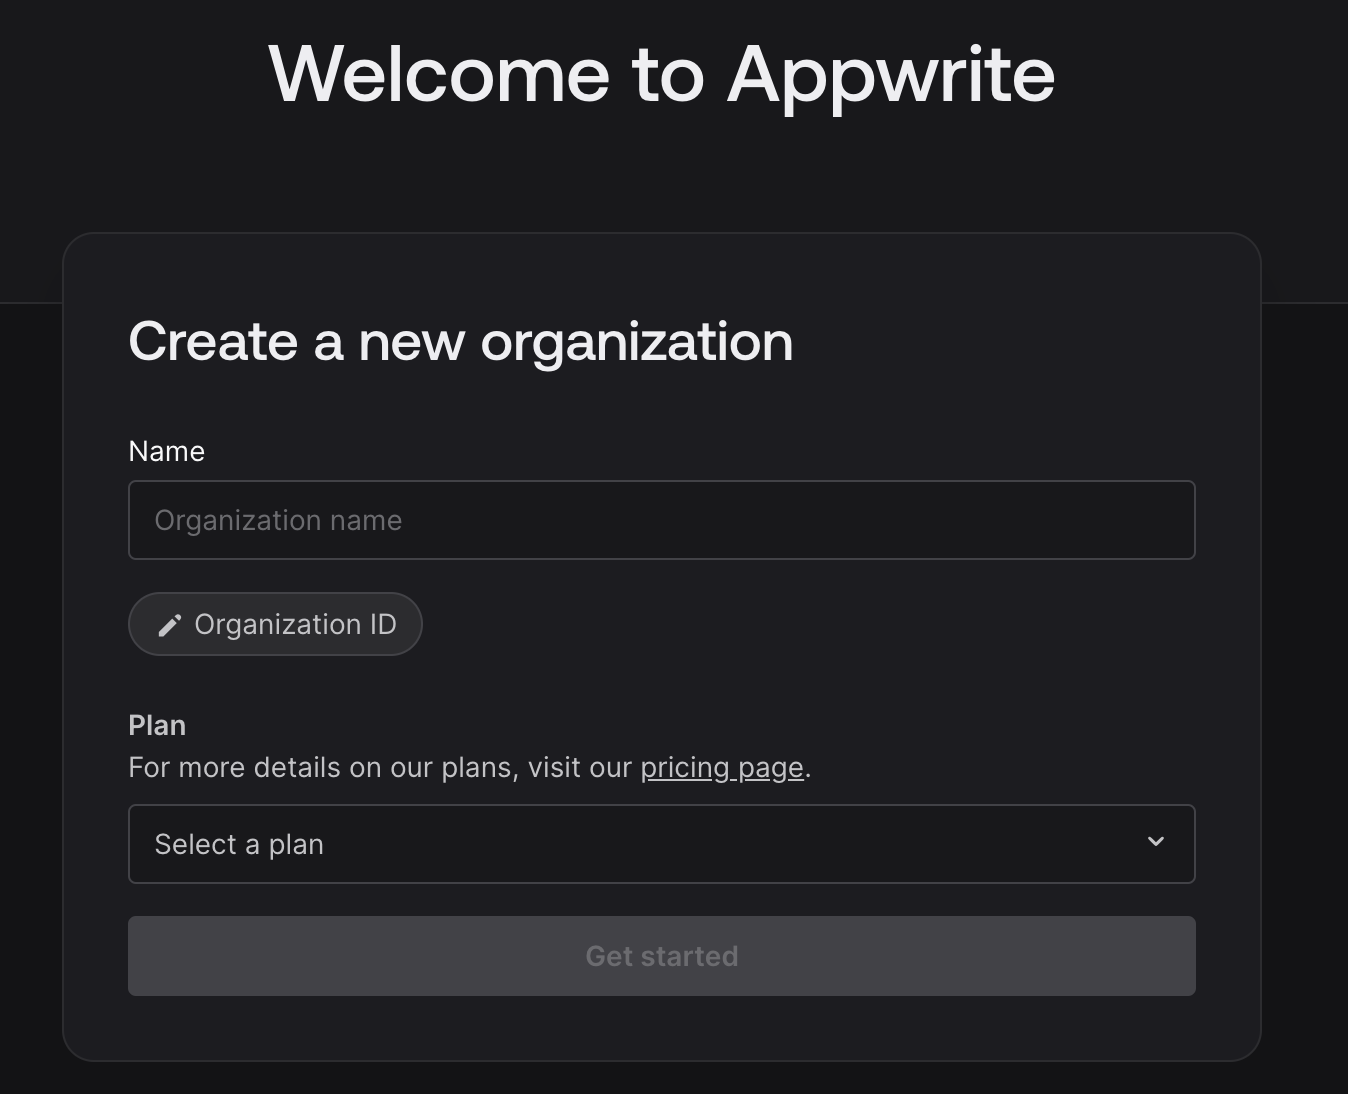 Welcome to Appwrite
Create a new organization
Name
Organization name
Organization ID
Plan
For more details on our plans, visit our pricing page.
Select a plan
Get started